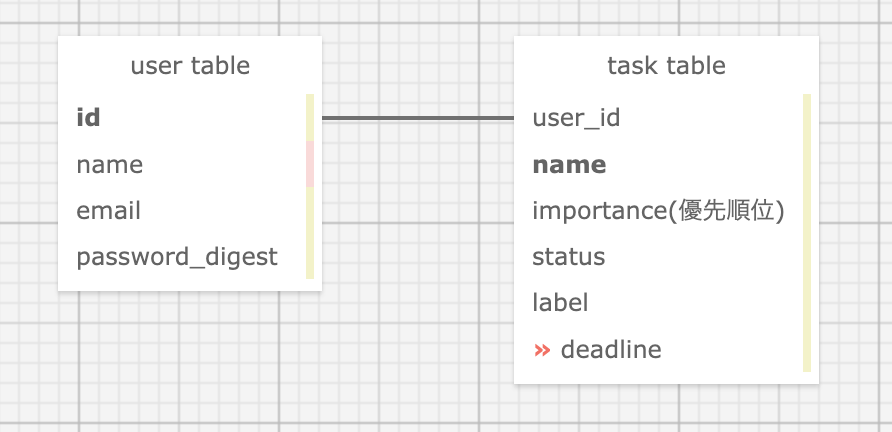 user table
id
name
email
password_digest
task table
user_id
name
importance(優先順位)
status
label
» deadline